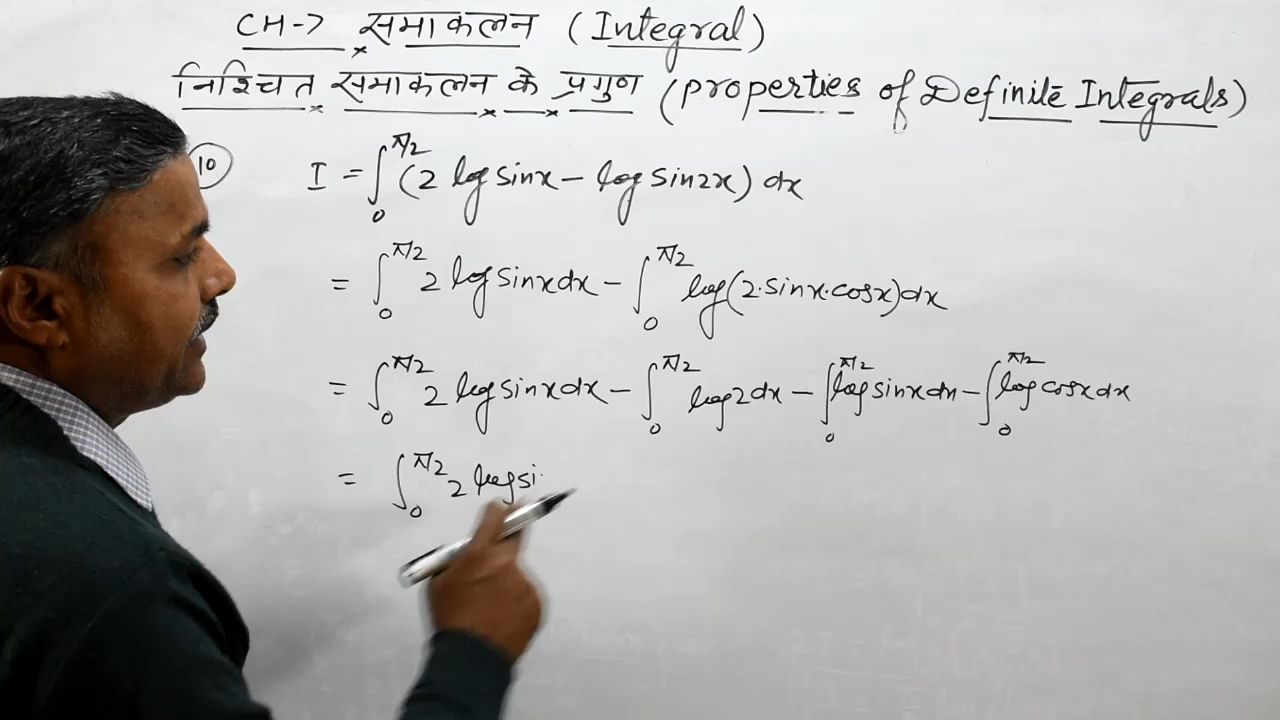 CH-7 समाकलन (Integral)
निश्चित समाकलन के प्रगुण (properties of Definite Integrals)
10 I = ∫₀^π/2 (2 log sinx - log sin2x) dx
= ∫₀^π/2 2 log sinx dx - ∫₀^π/2 log(2·sinx·cosx)dx
= ∫₀^π/2 2 log sinx dx - ∫₀^π/2 log2dx - ∫₀^π/2 log sinx dx - ∫₀^π/2 log cosx dx
= ∫₀^π/2 2 log si